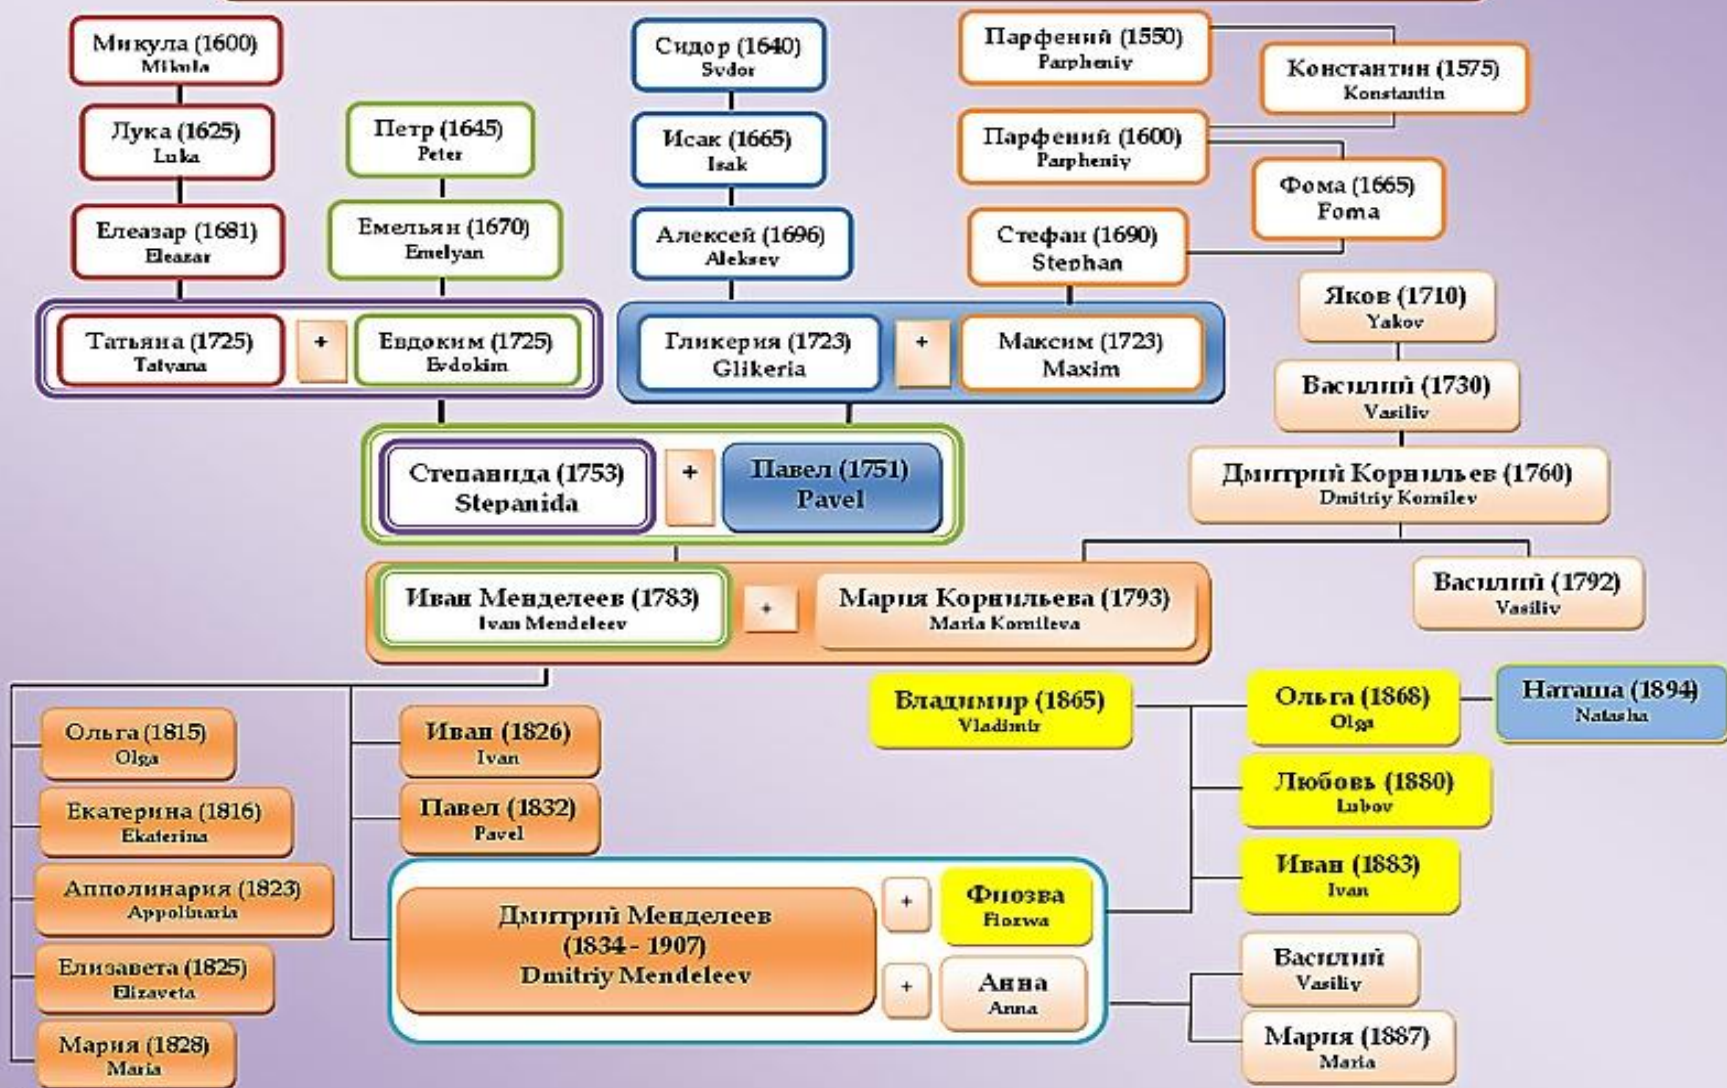 Микула (1600)
Mikula
Лука (1625)
Luka
Елеазар (1681)
Eleazar
Петр (1645)
Peter
Емельян (1670)
Emelyan
Сидор (1640)
Sydor
Исак (1665)
Isak
Алексей (1696)
Aleksey
Парфений (1550)
Parpheniy
Константин (1575)
Konstantin
Парфений (1600)
Parpheniy
Фома (1665)
Foma
Стефан (1690)
Stephan
Татьяна (1725)
Tatyana
+
Евдоким (1725)
Evdokim
Гликерия (1723)
Glikeria
+
Максим (1723)
Maxim
Яков (1710)
Yakov
Василий (1730)
Vasiliy
Дмитрий Корнильев (1760)
Dmitriy Kornilev
Степанида (1753)
Stepanida
+
Павел (1751)
Pavel
Иван Менделеев (1783)
Ivan Mendeleev
+
Мария Корнильева (1793)
Maria Kornileva
Василий (1792)
Vasiliy
Ольга (1815)
Olga
Екатерина (1816)
Ekaterina
Апполинария (1823)
Appolinaria
Елизавета (1825)
Elizaveta
Мария (1828)
Maria
Иван (1826)
Ivan
Павел (1832)
Pavel
Дмитрий Менделеев
(1834 - 1907)
Dmitriy Mendeleev
+
Фиозва
Fiozwa
+
Анна
Anna
Владимир (1865)
Vladimir
Ольга (1868)
Olga
Наташа (1894)
Natasha
Любовь (1880)
Lubov
Иван (1883)
Ivan
Василий
Vasiliy
Мария (1887)
Maria